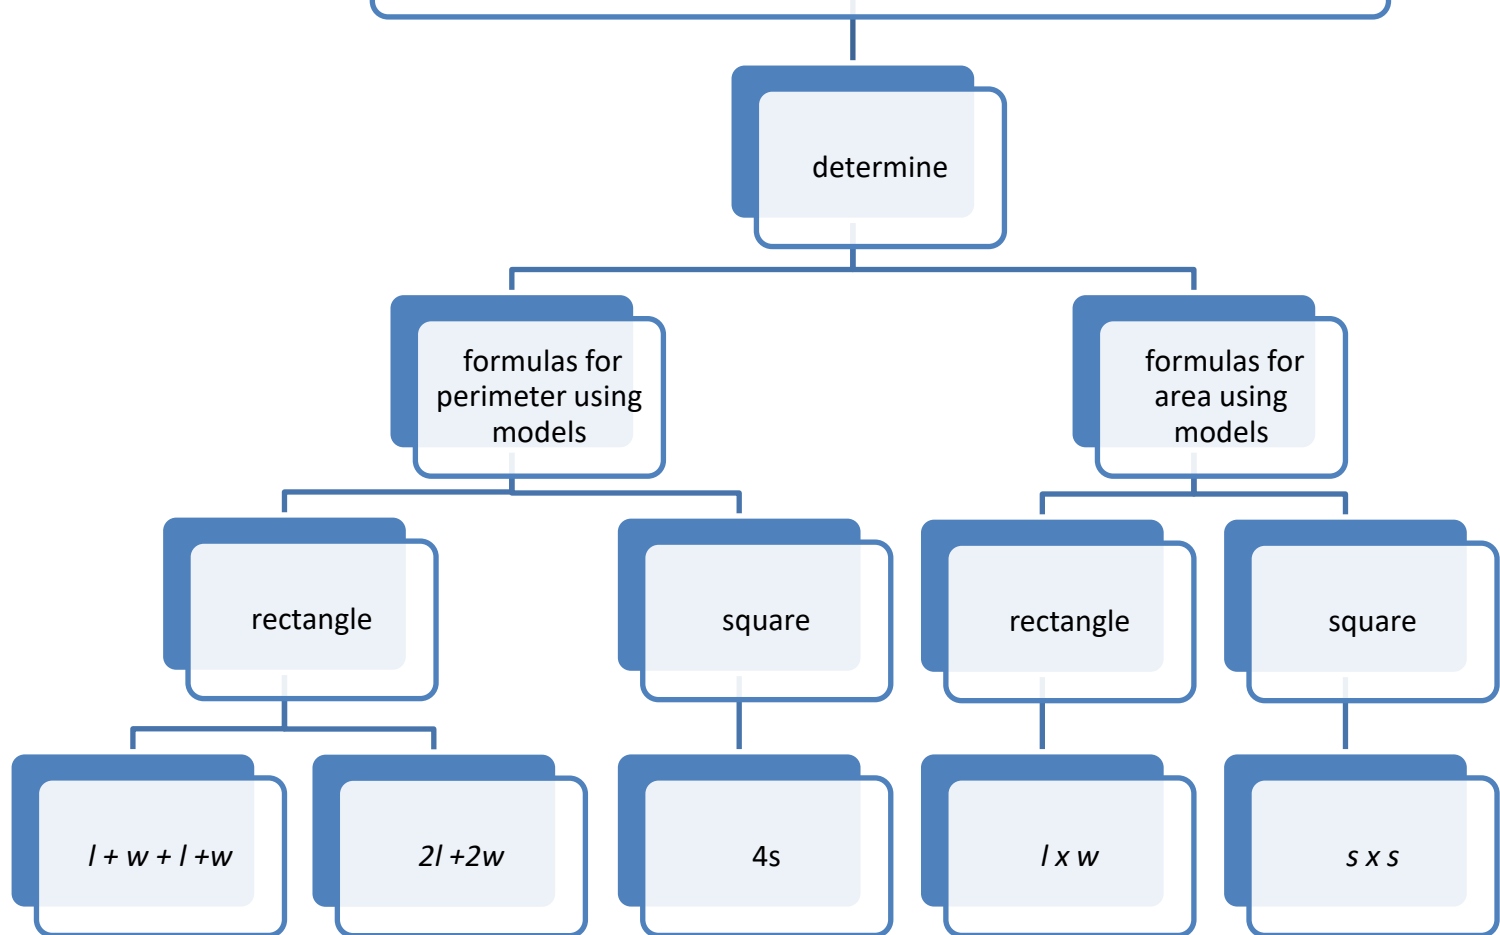 determine
formulas for
perimeter using
models
formulas for
area using
models
rectangle
square
rectangle
square
l + w + l +w
2l +2w
4s
l x w
s x s